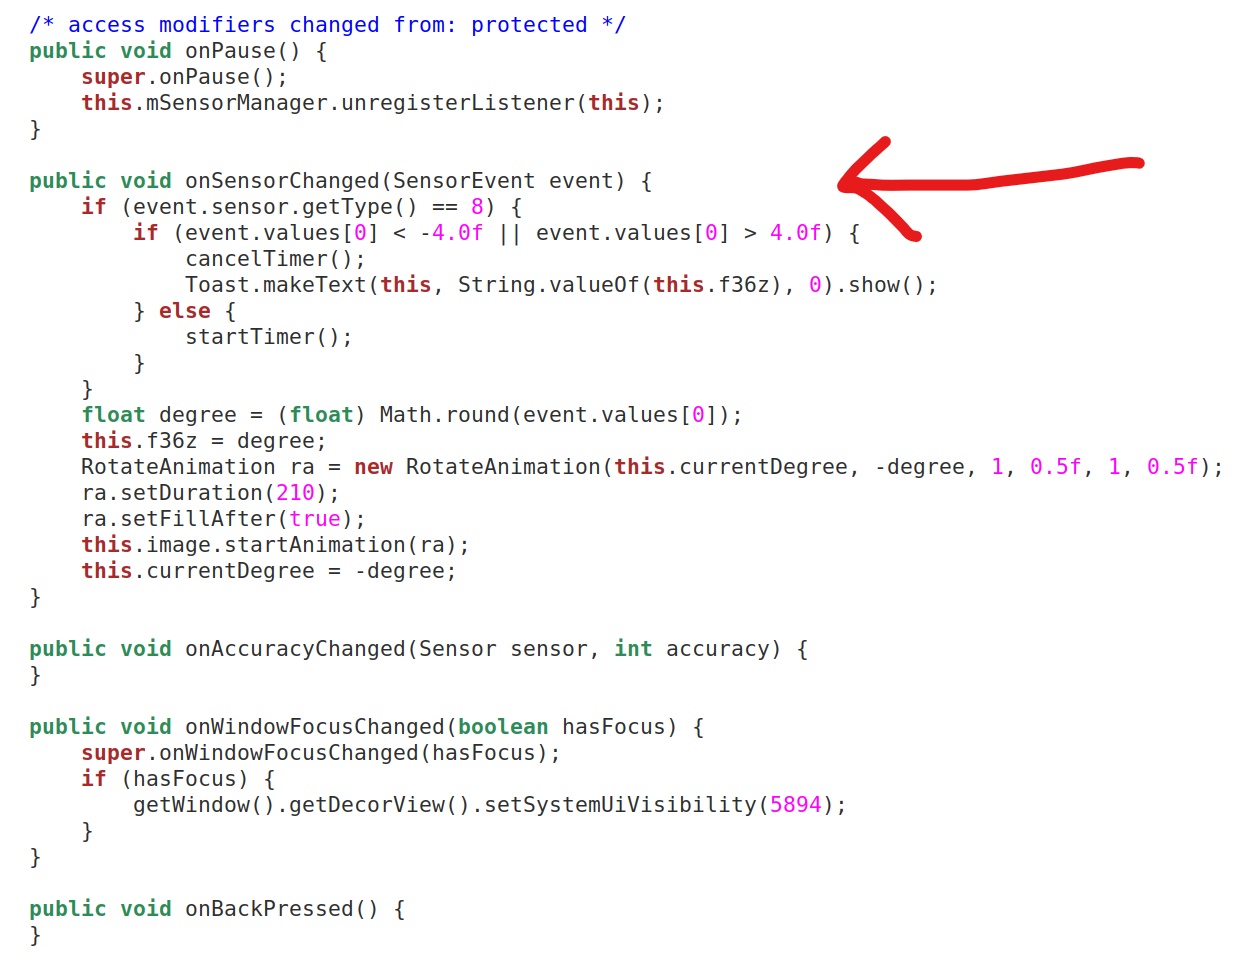 /* access modifiers changed from: protected */
public void onPause() {
    super.onPause();
    this.mSensorManager.unregisterListener(this);
}

public void onSensorChanged(SensorEvent event) {
    if (event.sensor.getType() == 8) {
        if (event.values[0] < -4.0f || event.values[0] > 4.0f) {
            cancelTimer();
            Toast.makeText(this, String.valueOf(this.f36z), 0).show();
        } else {
            startTimer();
        }
    }
    float degree = (float) Math.round(event.values[0]);
    this.f36z = degree;
    RotateAnimation ra = new RotateAnimation(this.currentDegree, -degree, 1, 0.5f, 1, 0.5f);
    ra.setDuration(210);
    ra.setFillAfter(true);
    this.image.startAnimation(ra);
    this.currentDegree = -degree;
}

public void onAccuracyChanged(Sensor sensor, int accuracy) {
}

public void onWindowFocusChanged(boolean hasFocus) {
    super.onWindowFocusChanged(hasFocus);
    if (hasFocus) {
        getWindow().getDecorView().setSystemUiVisibility(5894);
    }
}

public void onBackPressed() {
}